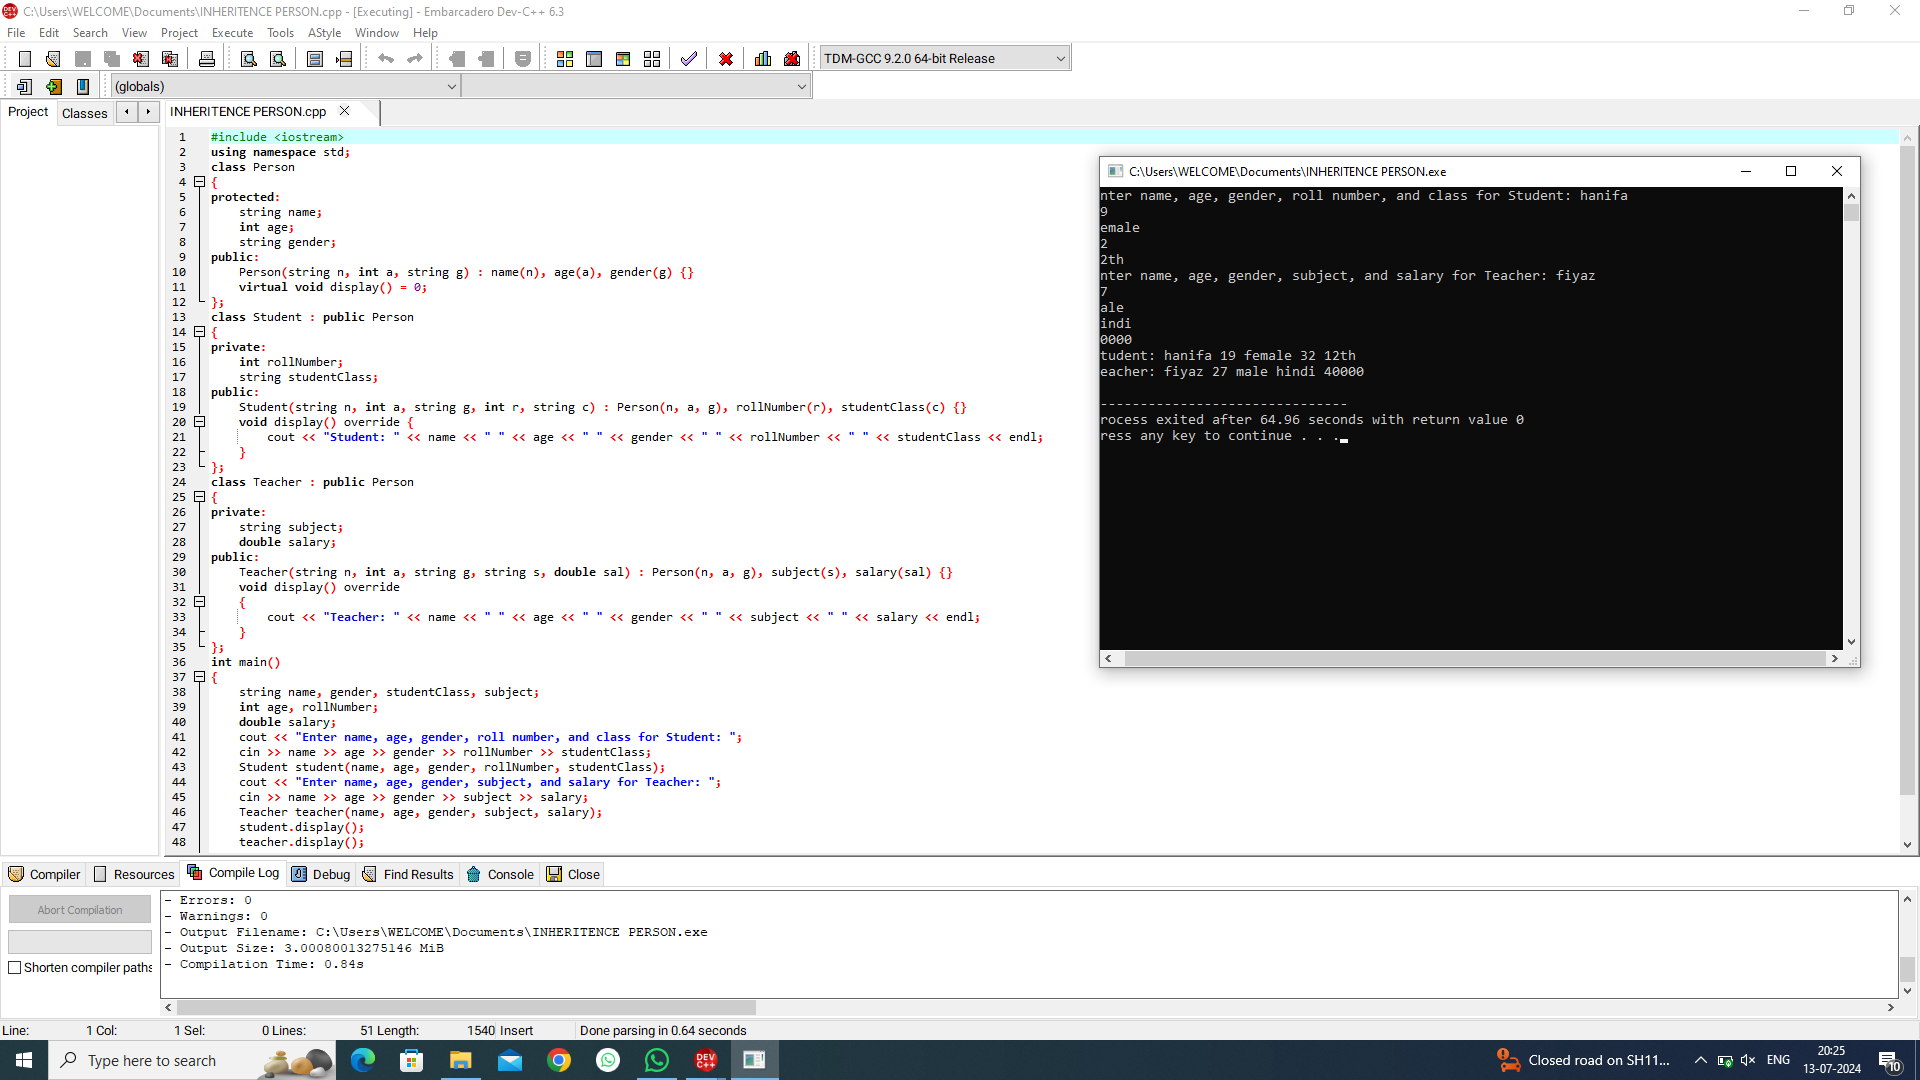 C:\Users\WELCOME\Documents\INHERITENCE PERSON.cpp - [Executing] - Embarcadero Dev-C++ 6.3
File Edit Search View Project Execute Tools AStyle Window Help
TDM-GCC 9.2.0 64-bit Release
(globals)
Project Classes INHERITENCE PERSON.cpp
1 #include <iostream>
2 using namespace std;
3 class Person
4 {
5 protected:
6 string name;
7 int age;
8 string gender;
9 public:
10 Person(string n, int a, string g) : name(n), age(a), gender(g) {}
11 virtual void display() = 0;
12 };
13 class Student : public Person
14 {
15 private:
16 int rollNumber;
17 string studentClass;
18 public:
19 Student(string n, int a, string g, int r, string c) : Person(n, a, g), rollNumber(r), studentClass(c) {}
20 void display() override {
21 cout << "Student: " << name << " " << age << " " << gender << " " << rollNumber << " " << studentClass << endl;
22 }
23 };
24 class Teacher : public Person
25 {
26 private:
27 string subject;
28 double salary;
29 public:
30 Teacher(string n, int a, string g, string s, double sal) : Person(n, a, g), subject(s), salary(sal) {}
31 void display() override
32 {
33 cout << "Teacher: " << name << " " << age << " " << gender << " " << subject << " " << salary << endl;
34 }
35 };
36 int main()
37 {
38 string name, gender, studentClass, subject;
39 int age, rollNumber;
40 double salary;
41 cout << "Enter name, age, gender, roll number, and class for Student: ";
42 cin >> name >> age >> gender >> rollNumber >> studentClass;
43 Student student(name, age, gender, rollNumber, studentClass);
44 cout << "Enter name, age, gender, subject, and salary for Teacher: ";
45 cin >> name >> age >> gender >> subject >> salary;
46 Teacher teacher(name, age, gender, subject, salary);
47 student.display();
48 teacher.display();
C:\Users\WELCOME\Documents\INHERITENCE PERSON.exe
nter name, age, gender, roll number, and class for Student: hanifa
9
emale
2
2th
nter name, age, gender, subject, and salary for Teacher: fiyaz
7
ale
indi
0000
tudent: hanifa 19 female 32 12th
eacher: fiyaz 27 male hindi 40000
-------------------------------
rocess exited after 64.96 seconds with return value 0
ress any key to continue . . .
Compiler Resources Compile Log Debug Find Results Console Close
Abort Compilation
Shorten compiler paths
- Errors: 0
- Warnings: 0
- Output Filename: C:\Users\WELCOME\Documents\INHERITENCE PERSON.exe
- Output Size: 3.00080013275146 MiB
- Compilation Time: 0.84s
Line: 1 Col: 1 Sel: 0 Lines: 51 Length: 1540 Insert Done parsing in 0.64 seconds
Type here to search
DEV C++
Closed road on SH11...
ENG
20:25
13-07-2024
10